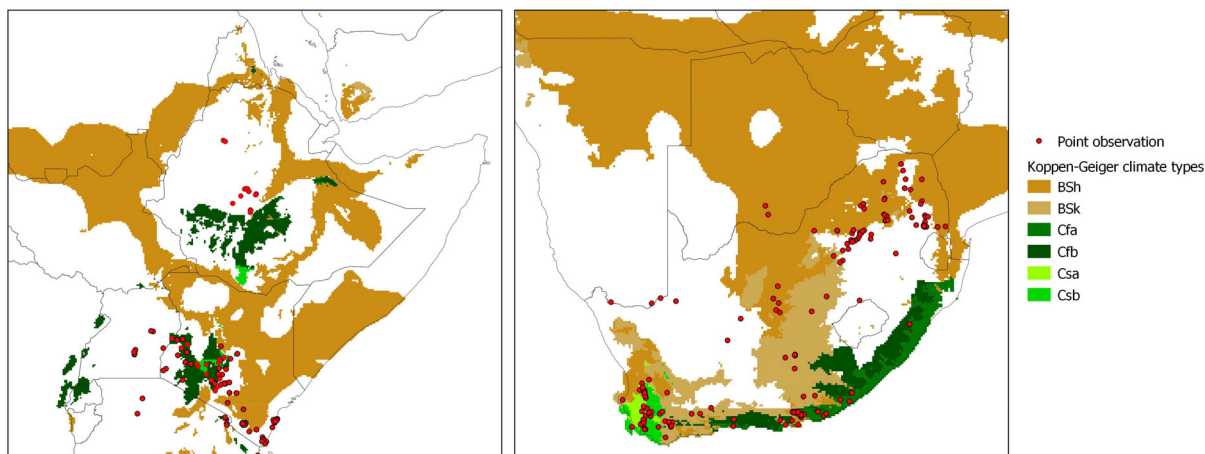 Point observation
Koppen-Geiger climate types
BSh
BSk
Cfa
Cfb
Csa
Csb